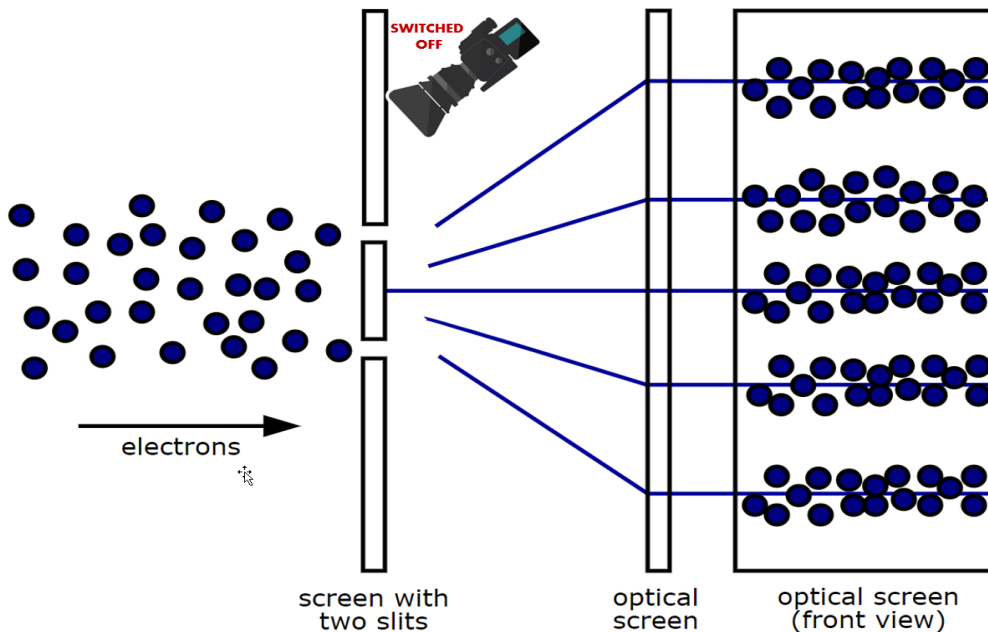 SWITCHED
OFF
electrons
screen with
two slits
optical
screen
optical screen
(front view)